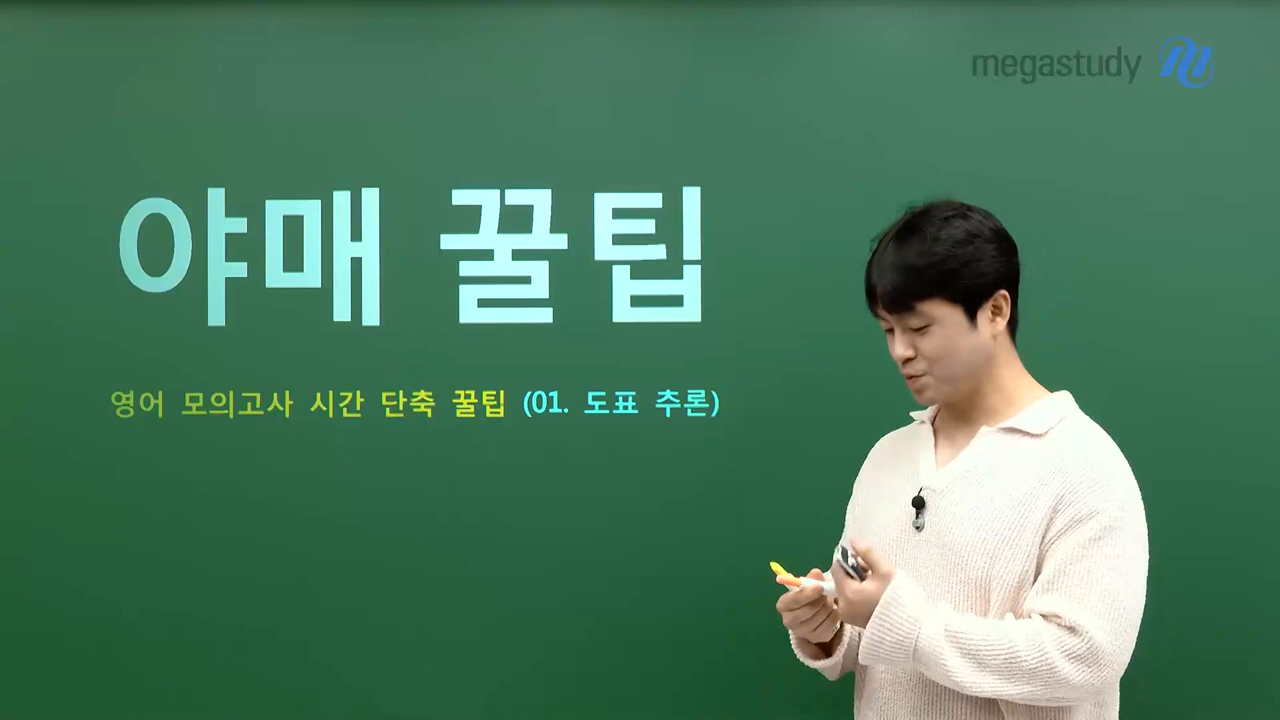 megastudy
야매 꿀팁
영어 모의고사 시간 단축 꿀팁 (01. 도표 추론)